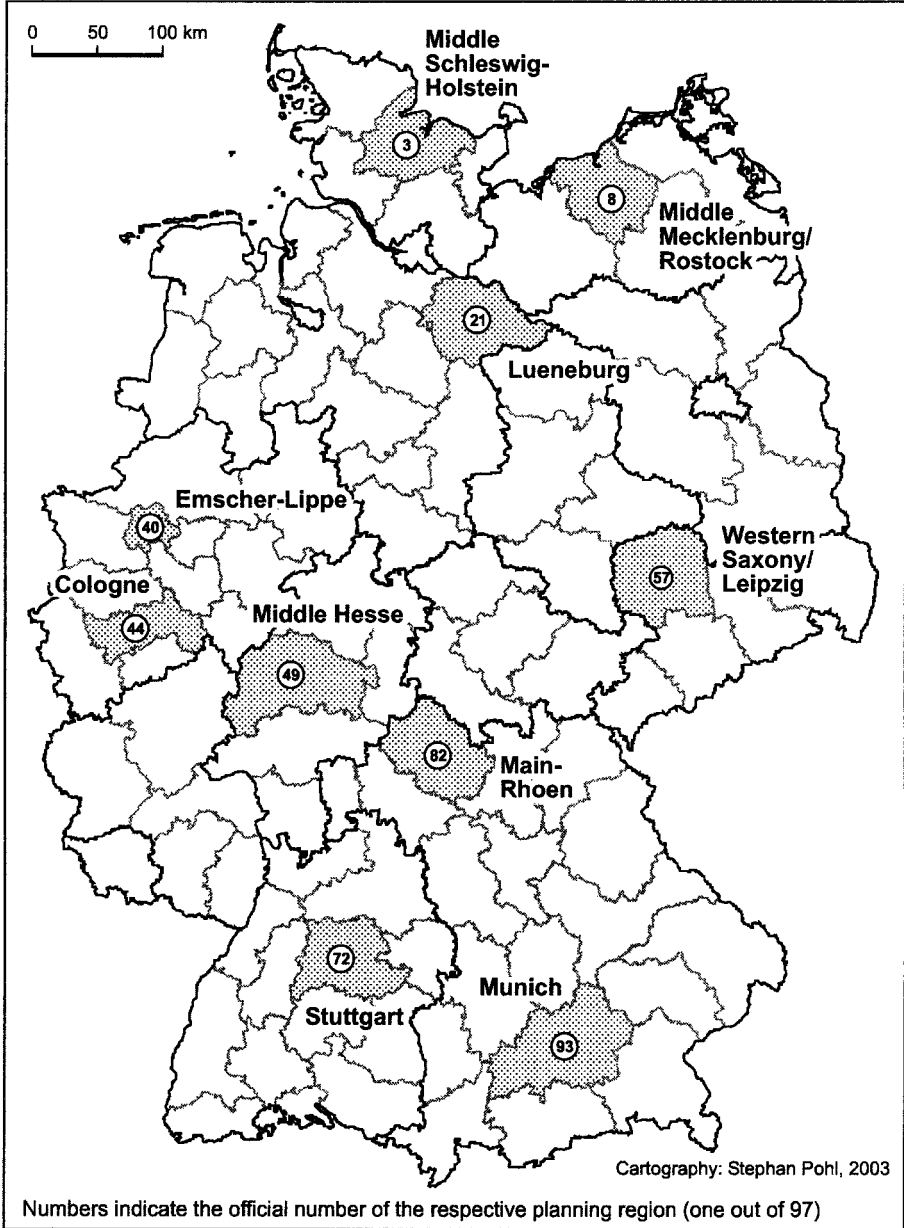 0 50 100 km
Middle
Schleswig-
Holstein
3
8
Middle
Mecklenburg/
Rostock
21
Lueneburg
Emscher-Lippe
40
Western
Saxony/
Leipzig
57
Cologne
44
Middle Hesse
49
82
Main-
Rhoen
72
Stuttgart
Munich
93
Cartography: Stephan Pohl, 2003
Numbers indicate the official number of the respective planning region (one out of 97)